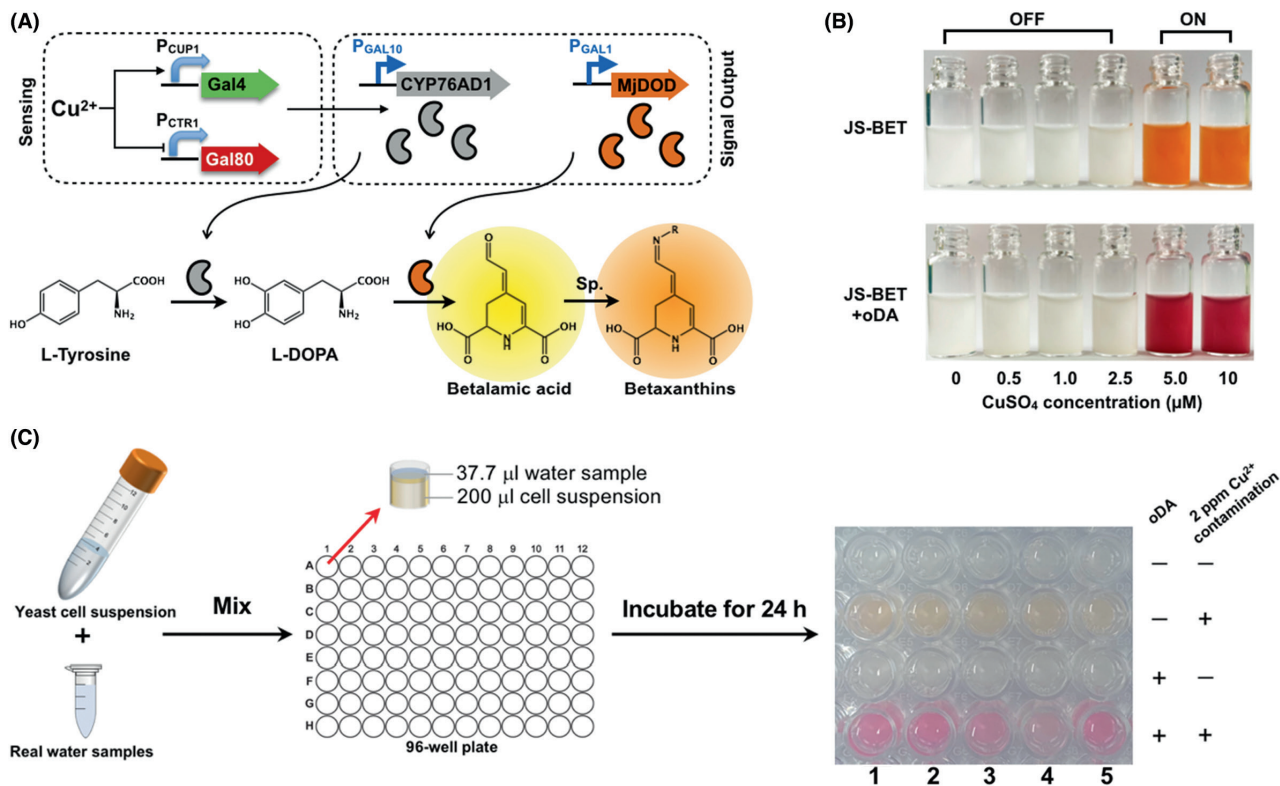 (A)
Sensing
Cu²⁺
PCUP1
Gal4
PCTR1
Gal80
PGAL10
CYP76AD1
PGAL1
MjDOD
Signal Output
HO
COOH
NH₂
L-Tyrosine
HO
HO
COOH
NH₂
L-DOPA
O
HO
O
N
H
OH
O
Betalamic acid
Sp.
N
R
HO
O
N
H
OH
O
Betaxanthins
(B)
OFF
ON
JS-BET
JS-BET
+oDA
0 0.5 1.0 2.5 5.0 10
CuSO₄ concentration (µM)
(C)
Yeast cell suspension
+
Real water samples
Mix
37.7 µl water sample
200 µl cell suspension
1 2 3 4 5 6 7 8 9 10 11 12
A
B
C
D
E
F
G
H
96-well plate
Incubate for 24 h
oDA
2 ppm Cu²⁺
contamination
– –
– +
+ –
+ +
1 2 3 4 5